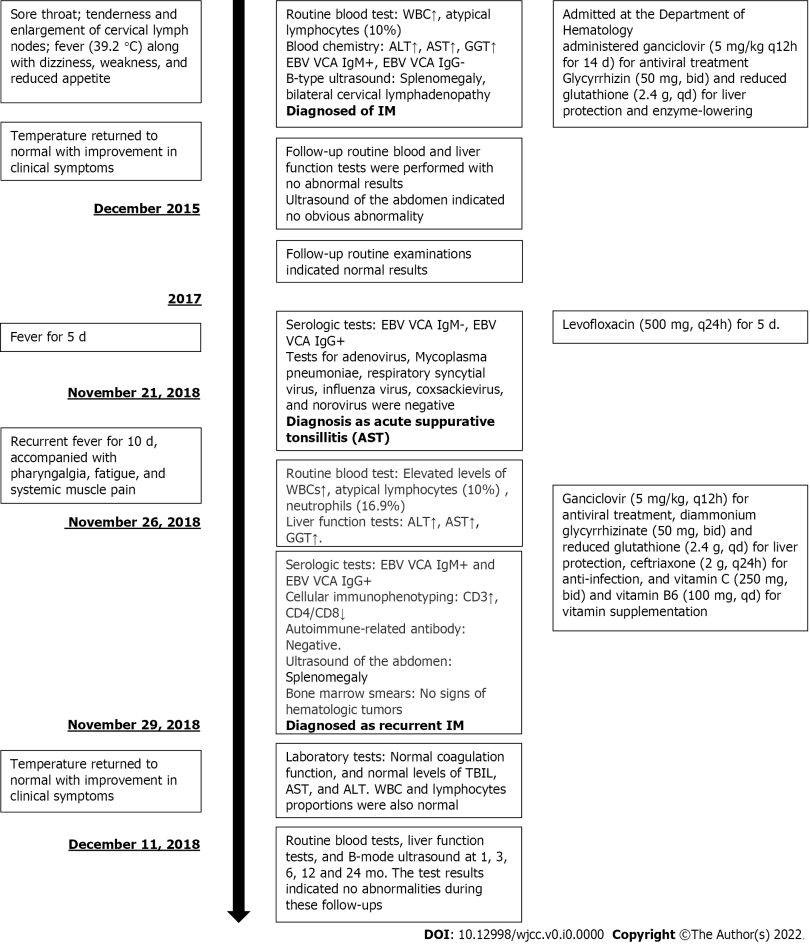 Sore throat; tenderness and
enlargement of cervical lymph
nodes; fever (39.2 °C) along
with dizziness, weakness, and
reduced appetite
Routine blood test: WBC↑, atypical
lymphocytes (10%)
Blood chemistry: ALT↑, AST↑, GGT↑
EBV VCA IgM+, EBV VCA IgG-
B-type ultrasound: Splenomegaly,
bilateral cervical lymphadenopathy
Diagnosed of IM
Admitted at the Department of
Hematology
administered ganciclovir (5 mg/kg q12h
for 14 d) for antiviral treatment
Glycyrrhizin (50 mg, bid) and reduced
glutathione (2.4 g, qd) for liver
protection and enzyme-lowering
Temperature returned to
normal with improvement in
clinical symptoms
Follow-up routine blood and liver
function tests were performed with
no abnormal results
Ultrasound of the abdomen indicated
no obvious abnormality
December 2015
Follow-up routine examinations
indicated normal results
2017
Fever for 5 d
Serologic tests: EBV VCA IgM-, EBV
VCA IgG+
Tests for adenovirus, Mycoplasma
pneumoniae, respiratory syncytial
virus, influenza virus, coxsackievirus,
and norovirus were negative
Diagnosis as acute suppurative
tonsillitis (AST)
Levofloxacin (500 mg, q24h) for 5 d.
November 21, 2018
Recurrent fever for 10 d,
accompanied with
pharyngalgia, fatigue, and
systemic muscle pain
Routine blood test: Elevated levels of
WBCs↑, atypical lymphocytes (10%) ,
neutrophils (16.9%)
Liver function tests: ALT↑, AST↑,
GGT↑.
Ganciclovir (5 mg/kg, q12h) for
antiviral treatment, diammonium
glycyrrhizinate (50 mg, bid) and
reduced glutathione (2.4 g, qd) for liver
protection, ceftriaxone (2 g, q24h) for
anti-infection, and vitamin C (250 mg,
bid) and vitamin B6 (100 mg, qd) for
vitamin supplementation
November 26, 2018
Serologic tests: EBV VCA IgM+ and
EBV VCA IgG+
Cellular immunophenotyping: CD3↑,
CD4/CD8↓
Autoimmune-related antibody:
Negative.
Ultrasound of the abdomen:
Splenomegaly
Bone marrow smears: No signs of
hematologic tumors
Diagnosed as recurrent IM
November 29, 2018
Temperature returned to
normal with improvement in
clinical symptoms
Laboratory tests: Normal coagulation
function, and normal levels of TBIL,
AST, and ALT. WBC and lymphocytes
proportions were also normal
December 11, 2018
Routine blood tests, liver function
tests, and B-mode ultrasound at 1, 3,
6, 12 and 24 mo. The test results
indicated no abnormalities during
these follow-ups
DOI: 10.12998/wjcc.v0.i0.0000 Copyright ©The Author(s) 2022.